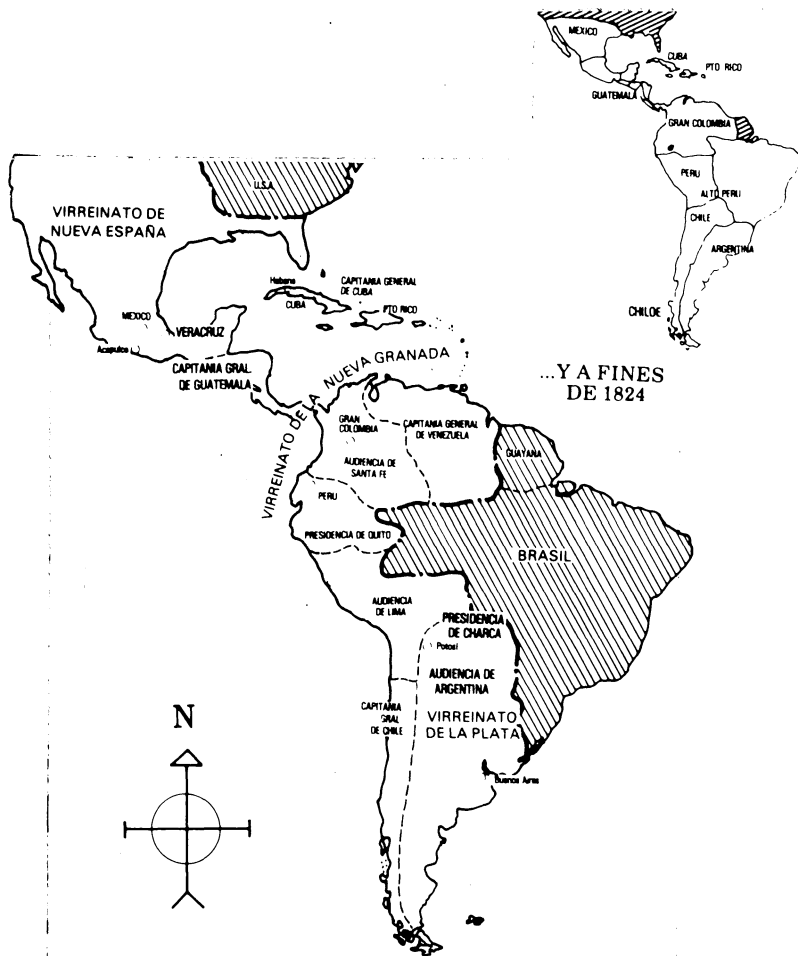 MEXICO
CUBA
PTO RICO
GUATEMALA
GRAN COLOMBIA
PERU
ALTO PERU
CHILE
ARGENTINA
CHILOE
...Y A FINES
DE 1824
U.S.A.
VIRREINATO DE
NUEVA ESPAÑA
Habana
CAPITANIA GENERAL
DE CUBA
CUBA
PTO RICO
MEXICO
VERACRUZ
Acapulco
CAPITANIA GRAL
DE GUATEMALA
VIRREINATO DE LA NUEVA GRANADA
GRAN
COLOMBIA
CAPITANIA GENERAL
DE VENEZUELA
GUAYANA
AUDIENCIA DE
SANTA FE
PERU
PRESIDENCIA DE QUITO
BRASIL
AUDIENCIA
DE LIMA
PRESIDENCIA
DE CHARCA
Potosí
AUDIENCIA DE
ARGENTINA
CAPITANIA
GRAL
DE CHILE
VIRREINATO
DE LA PLATA
Buenos Aires
N